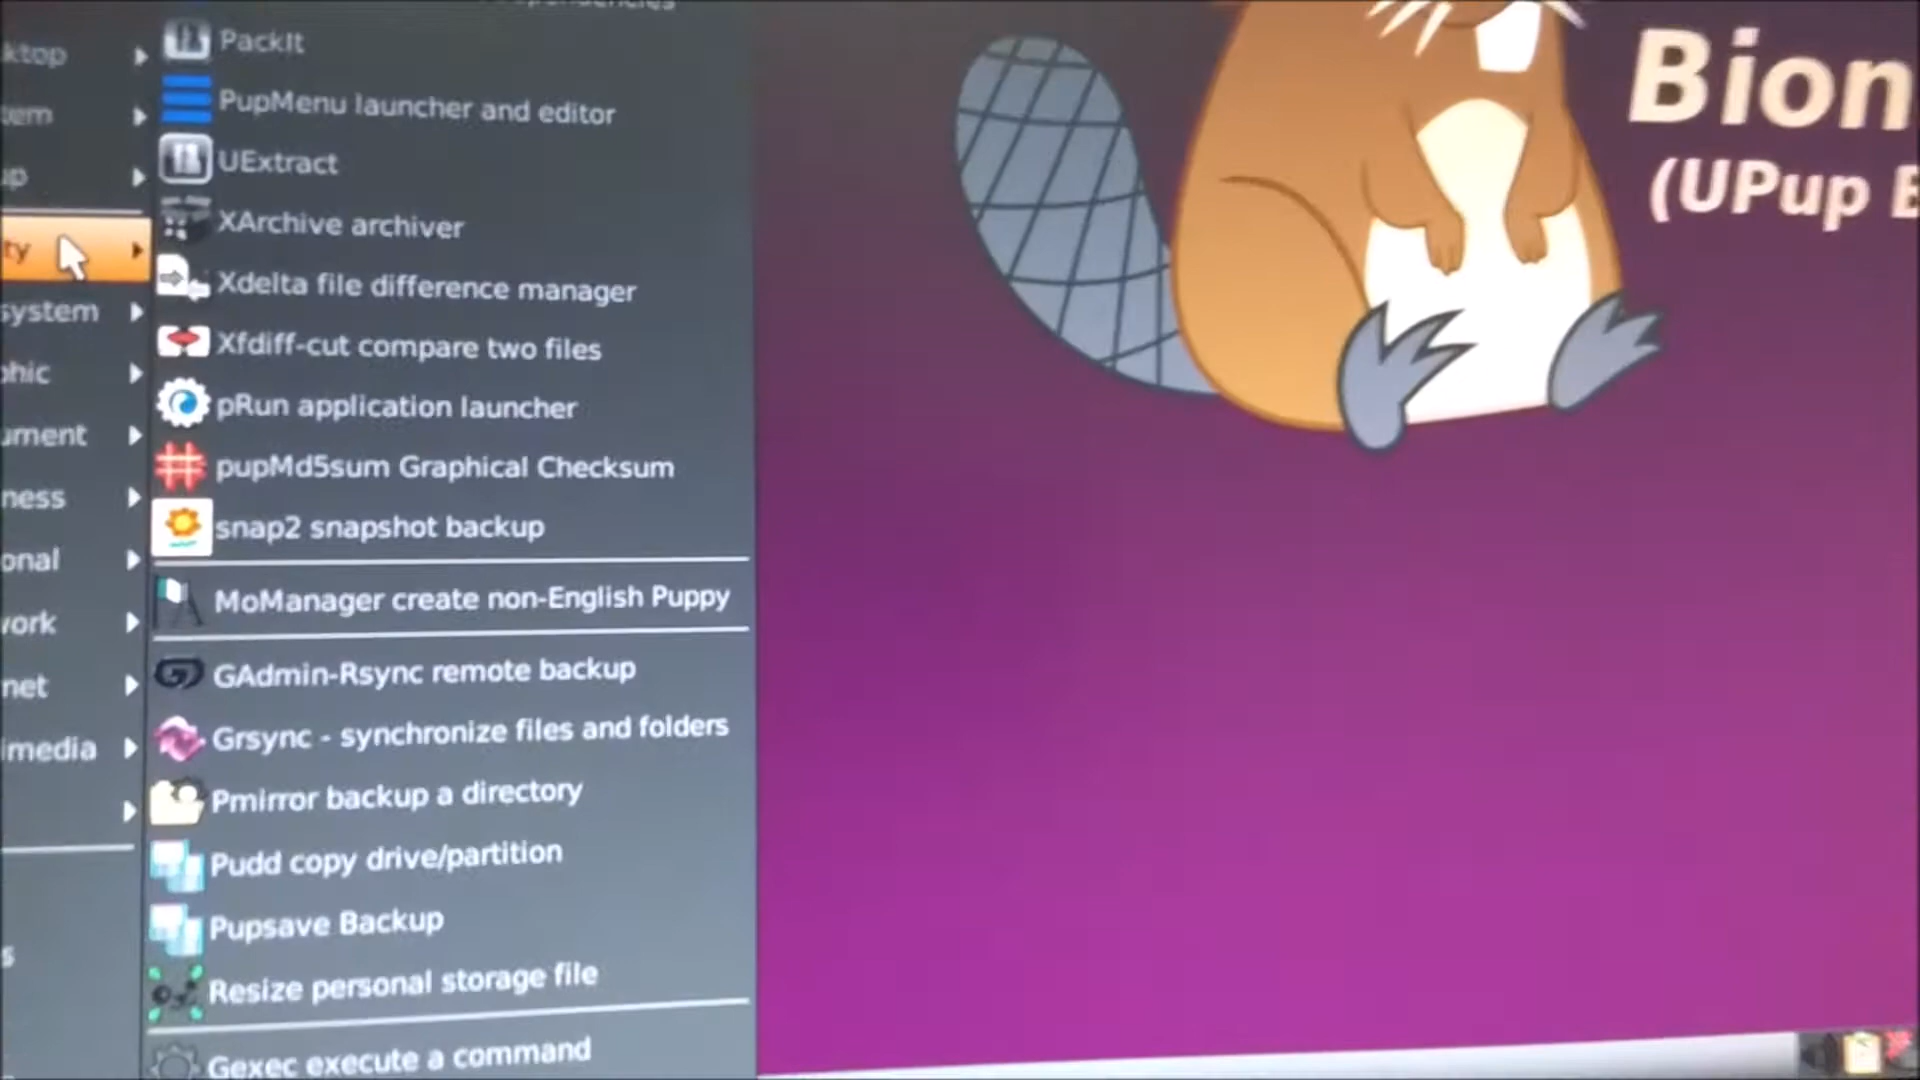 PackIt
PupMenu launcher and editor
UExtract
XArchive archiver
Xdelta file difference manager
Xfdiff-cut compare two files
pRun application launcher
pupMd5sum Graphical Checksum
snap2 snapshot backup
MoManager create non-English Puppy
GAdmin-Rsync remote backup
Grsync - synchronize files and folders
Pmirror backup a directory
Pudd copy drive/partition
Pupsave Backup
Resize personal storage file
Gexec execute a command
ktop
tem
up
ty
system
phic
ument
ness
onal
work
net
imedia
s
Bion
(UPup B